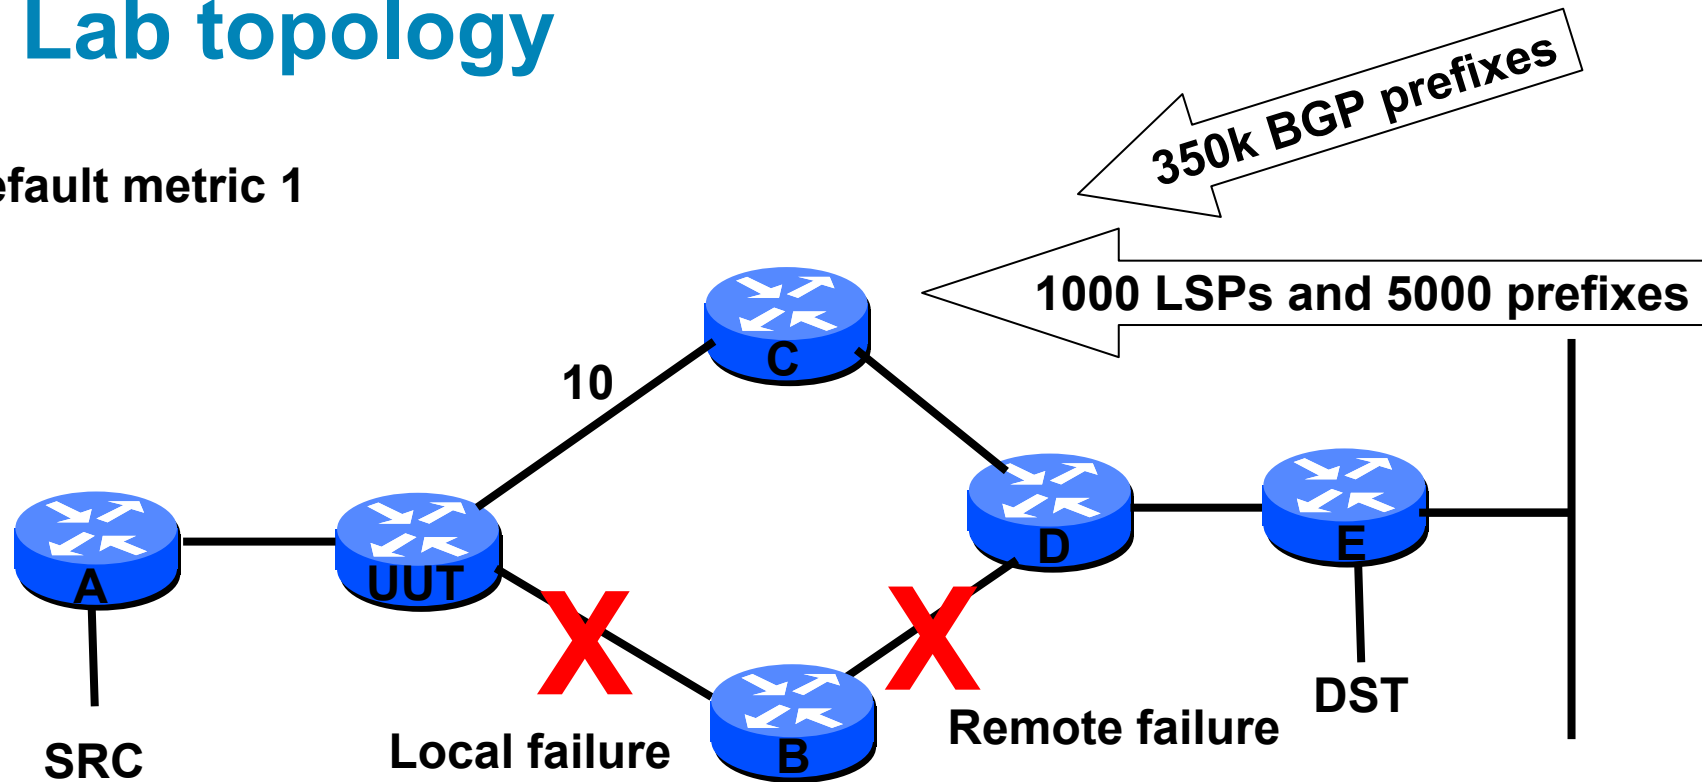 Lab topology
350k BGP prefixes
efault metric 1
1000 LSPs and 5000 prefixes
C
10
D
E
A
UUT
X
X
DST
Remote failure
Local failure
B
SRC